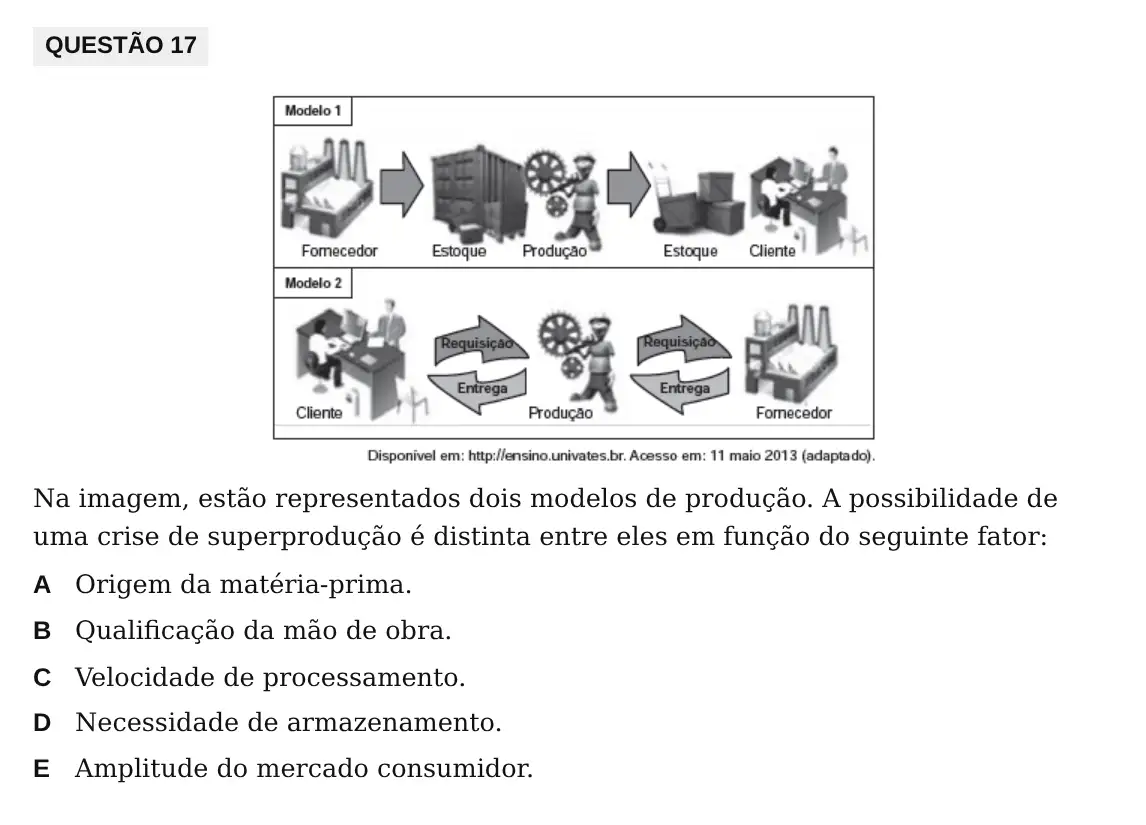 QUESTÃO 17
Modelo 1
Fornecedor Estoque Produção Estoque Cliente
Modelo 2
Requisição Requisição
Entrega Entrega
Cliente Produção Fornecedor
Disponível em: http://ensino.univates.br. Acesso em: 11 maio 2013 (adaptado).
Na imagem, estão representados dois modelos de produção. A possibilidade de
uma crise de superprodução é distinta entre eles em função do seguinte fator:
A Origem da matéria-prima.
B Qualificação da mão de obra.
C Velocidade de processamento.
D Necessidade de armazenamento.
E Amplitude do mercado consumidor.